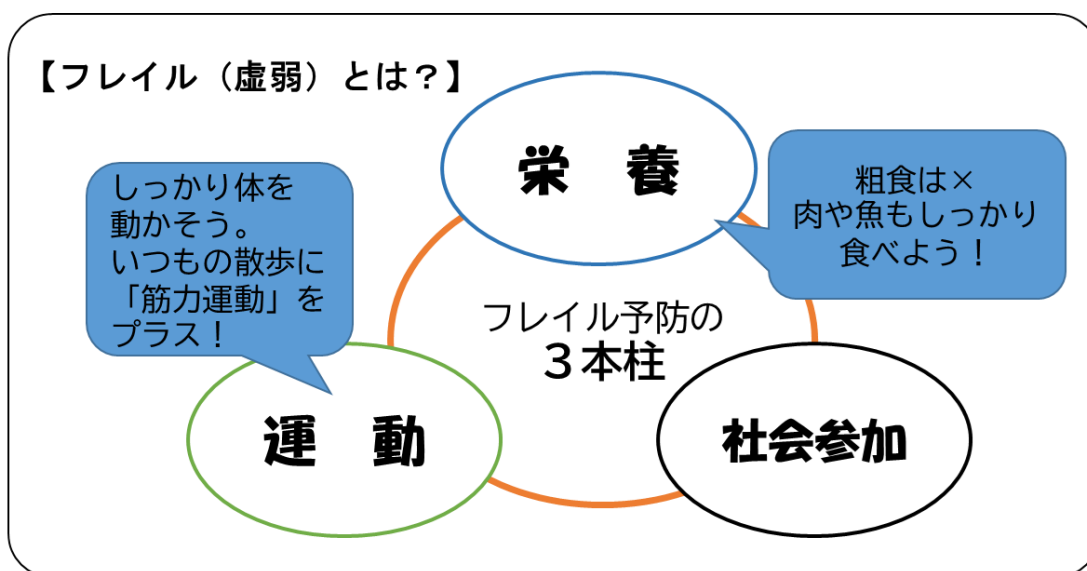 【フレイル（虚弱）とは？】
栄　養
粗食は×
肉や魚もしっかり
食べよう！
しっかり体を
動かそう。
いつもの散歩に
「筋力運動」を
プラス！
フレイル予防の
３本柱
運　動
社会参加